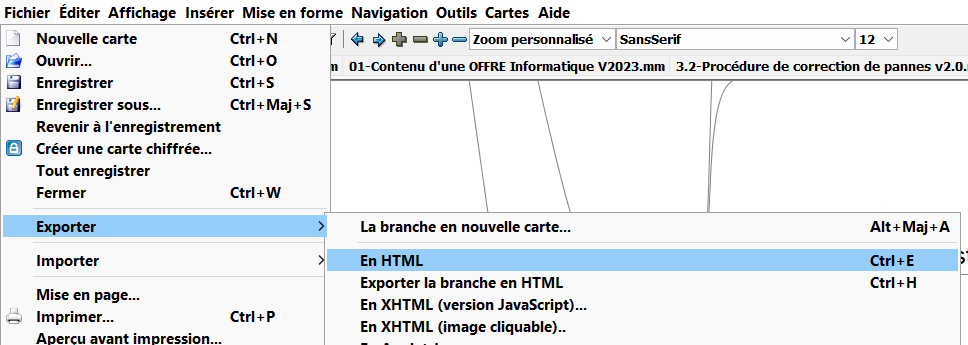 Fichier Éditer Affichage Insérer Mise en forme Navigation Outils Cartes Aide
Nouvelle carte Ctrl+N
Zoom personnalisé SansSerif 12
Ouvrir... Ctrl+O
01-Contenu d'une OFFRE Informatique V2023.mm 3.2-Procédure de correction de pannes v2.0.
Enregistrer Ctrl+S
Enregistrer sous... Ctrl+Maj+S
Revenir à l'enregistrement
Créer une carte chiffrée...
Tout enregistrer
Fermer Ctrl+W
Exporter
La branche en nouvelle carte... Alt+Maj+A
Importer
En HTML Ctrl+E
Exporter la branche en HTML Ctrl+H
Mise en page...
En XHTML (version JavaScript)...
Imprimer... Ctrl+P
En XHTML (image cliquable)..
Aperçu avant impression...